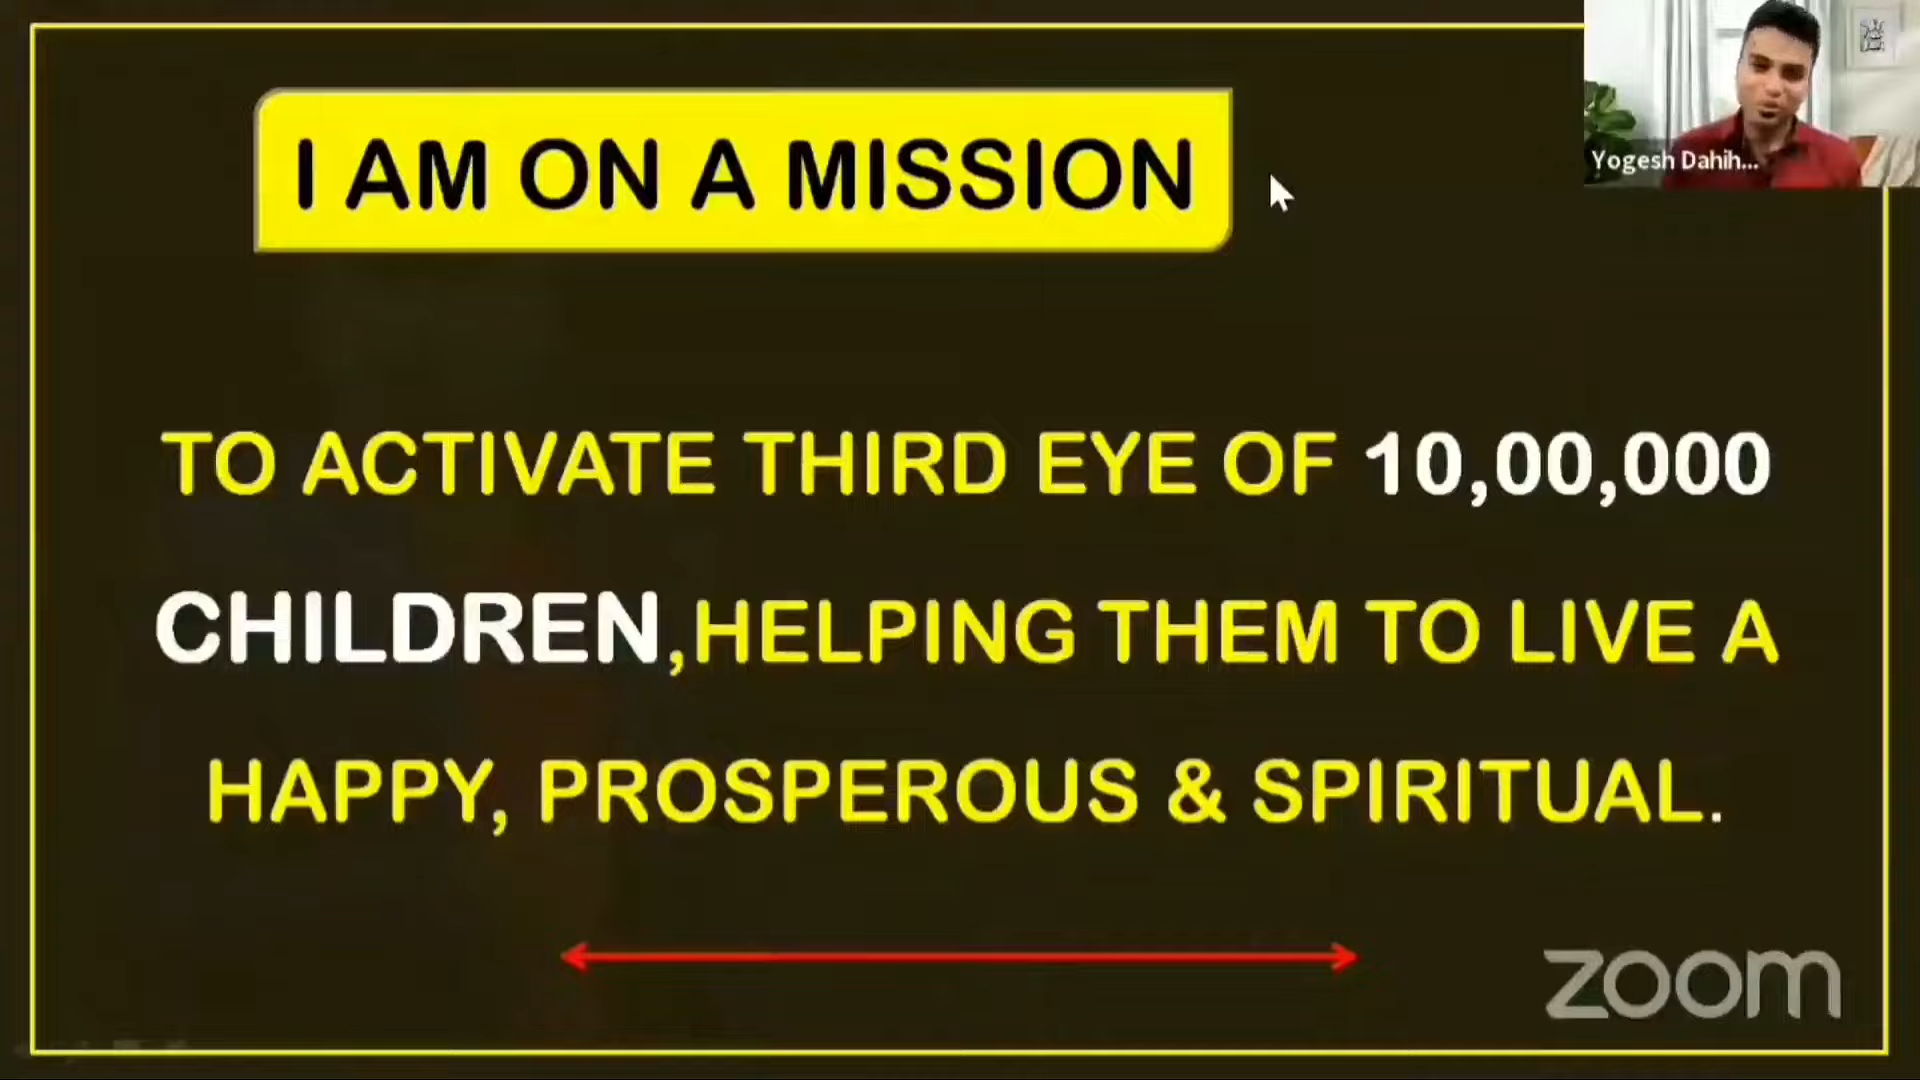 I AM ON A MISSION
Yogesh Dahih...
TO ACTIVATE THIRD EYE OF 10,00,000
CHILDREN,HELPING THEM TO LIVE A
HAPPY, PROSPEROUS & SPIRITUAL.
zoom